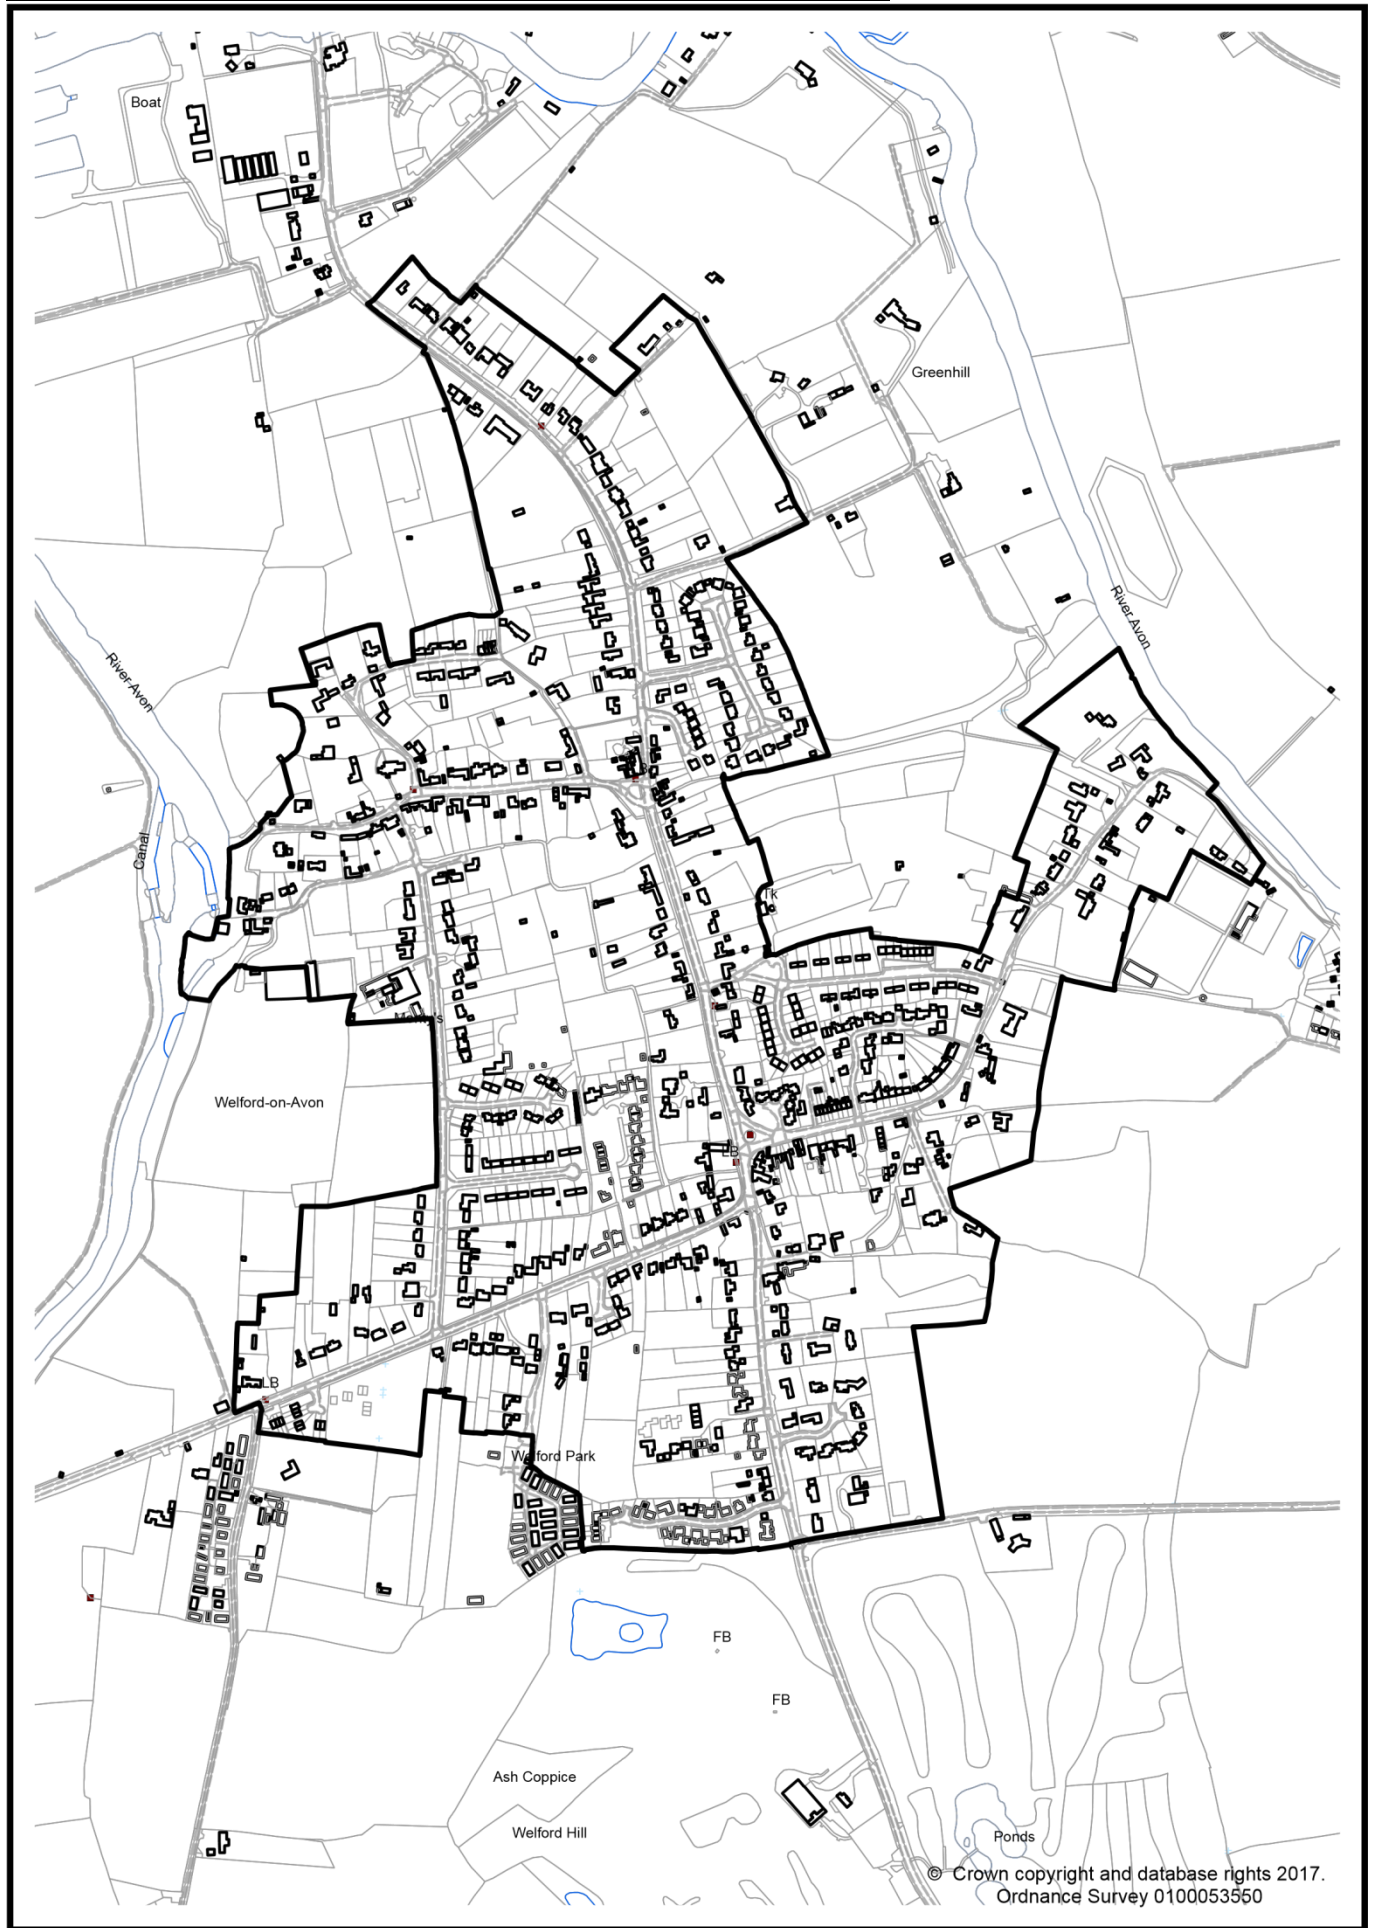 Boat
Greenhill
River Avon
River Avon
Canal
Tk
Welford-on-Avon
LB
LB
Welford Park
FB
FB
Ash Coppice
Welford Hill
Ponds
© Crown copyright and database rights 2017.
Ordnance Survey 0100053550